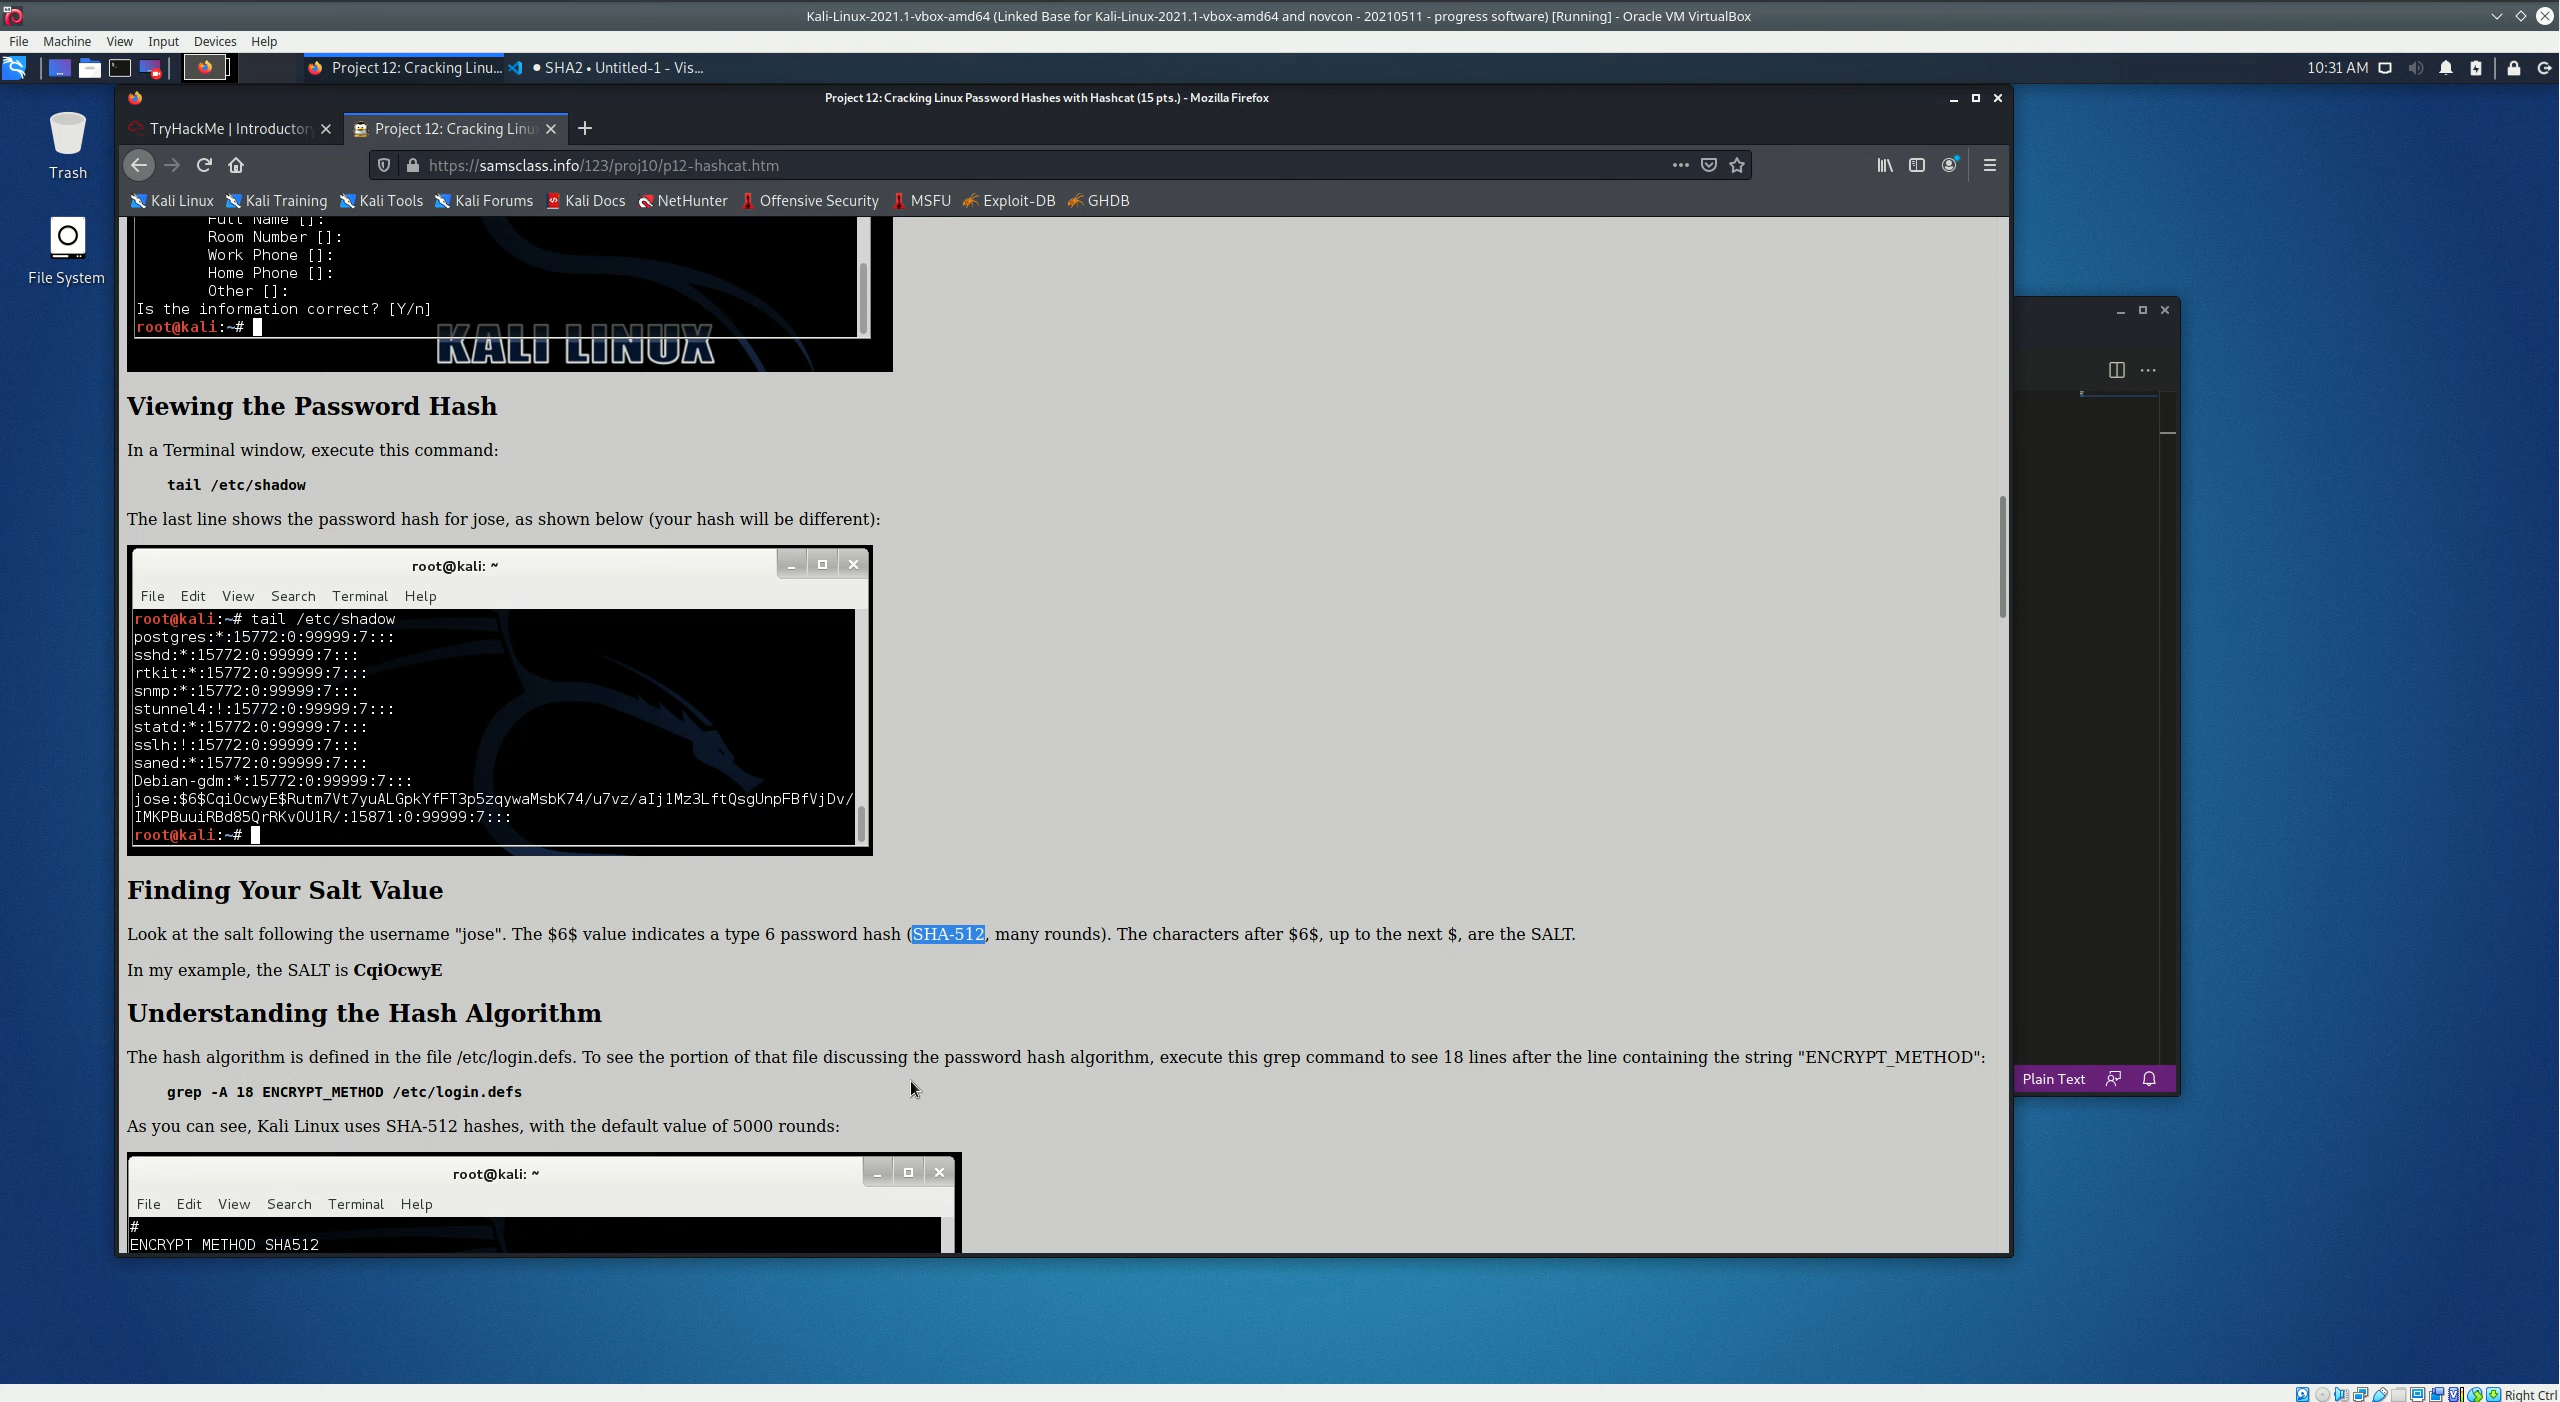 Kali-Linux-2021.1-vbox-amd64 (Linked Base for Kali-Linux-2021.1-vbox-amd64 and novcon - 20210511 - progress software) [Running] - Oracle VM VirtualBox
File Machine View Input Devices Help
Project 12: Cracking Linu... ● SHA2 • Untitled-1 - Vis... 10:31 AM
Project 12: Cracking Linux Password Hashes with Hashcat (15 pts.) - Mozilla Firefox
TryHackMe | Introductory Project 12: Cracking Linux
https://samsclass.info/123/proj10/p12-hashcat.htm
Kali Linux Kali Training Kali Tools Kali Forums Kali Docs NetHunter Offensive Security MSFU Exploit-DB GHDB
Trash
File System
Full Name []:
Room Number []:
Work Phone []:
Home Phone []:
Other []:
Is the information correct? [Y/n]
root@kali:~#
KALI LINUX
Viewing the Password Hash
In a Terminal window, execute this command:
tail /etc/shadow
The last line shows the password hash for jose, as shown below (your hash will be different):
root@kali: ~
File Edit View Search Terminal Help
root@kali:~# tail /etc/shadow
postgres:*:15772:0:99999:7:::
sshd:*:15772:0:99999:7:::
rtkit:*:15772:0:99999:7:::
snmp:*:15772:0:99999:7:::
stunnel4:!:15772:0:99999:7:::
statd:*:15772:0:99999:7:::
sslh:!:15772:0:99999:7:::
saned:*:15772:0:99999:7:::
Debian-gdm:*:15772:0:99999:7:::
jose:$6$CqiOcwyE$Rutm7Vt7yuALGpkYfFT3p5zqywaMsbK74/u7vz/aIj1Mz3LftQsgUnpFBfVjDv/
IMKPBuuiRBd85QrRKvOU1R/:15871:0:99999:7:::
root@kali:~#
Finding Your Salt Value
Look at the salt following the username "jose". The $6$ value indicates a type 6 password hash (SHA-512, many rounds). The characters after $6$, up to the next $, are the SALT.
In my example, the SALT is CqiOcwyE
Understanding the Hash Algorithm
The hash algorithm is defined in the file /etc/login.defs. To see the portion of that file discussing the password hash algorithm, execute this grep command to see 18 lines after the line containing the string "ENCRYPT_METHOD":
grep -A 18 ENCRYPT_METHOD /etc/login.defs
As you can see, Kali Linux uses SHA-512 hashes, with the default value of 5000 rounds:
root@kali: ~
File Edit View Search Terminal Help
#
ENCRYPT_METHOD SHA512
Plain Text
Right Ctrl